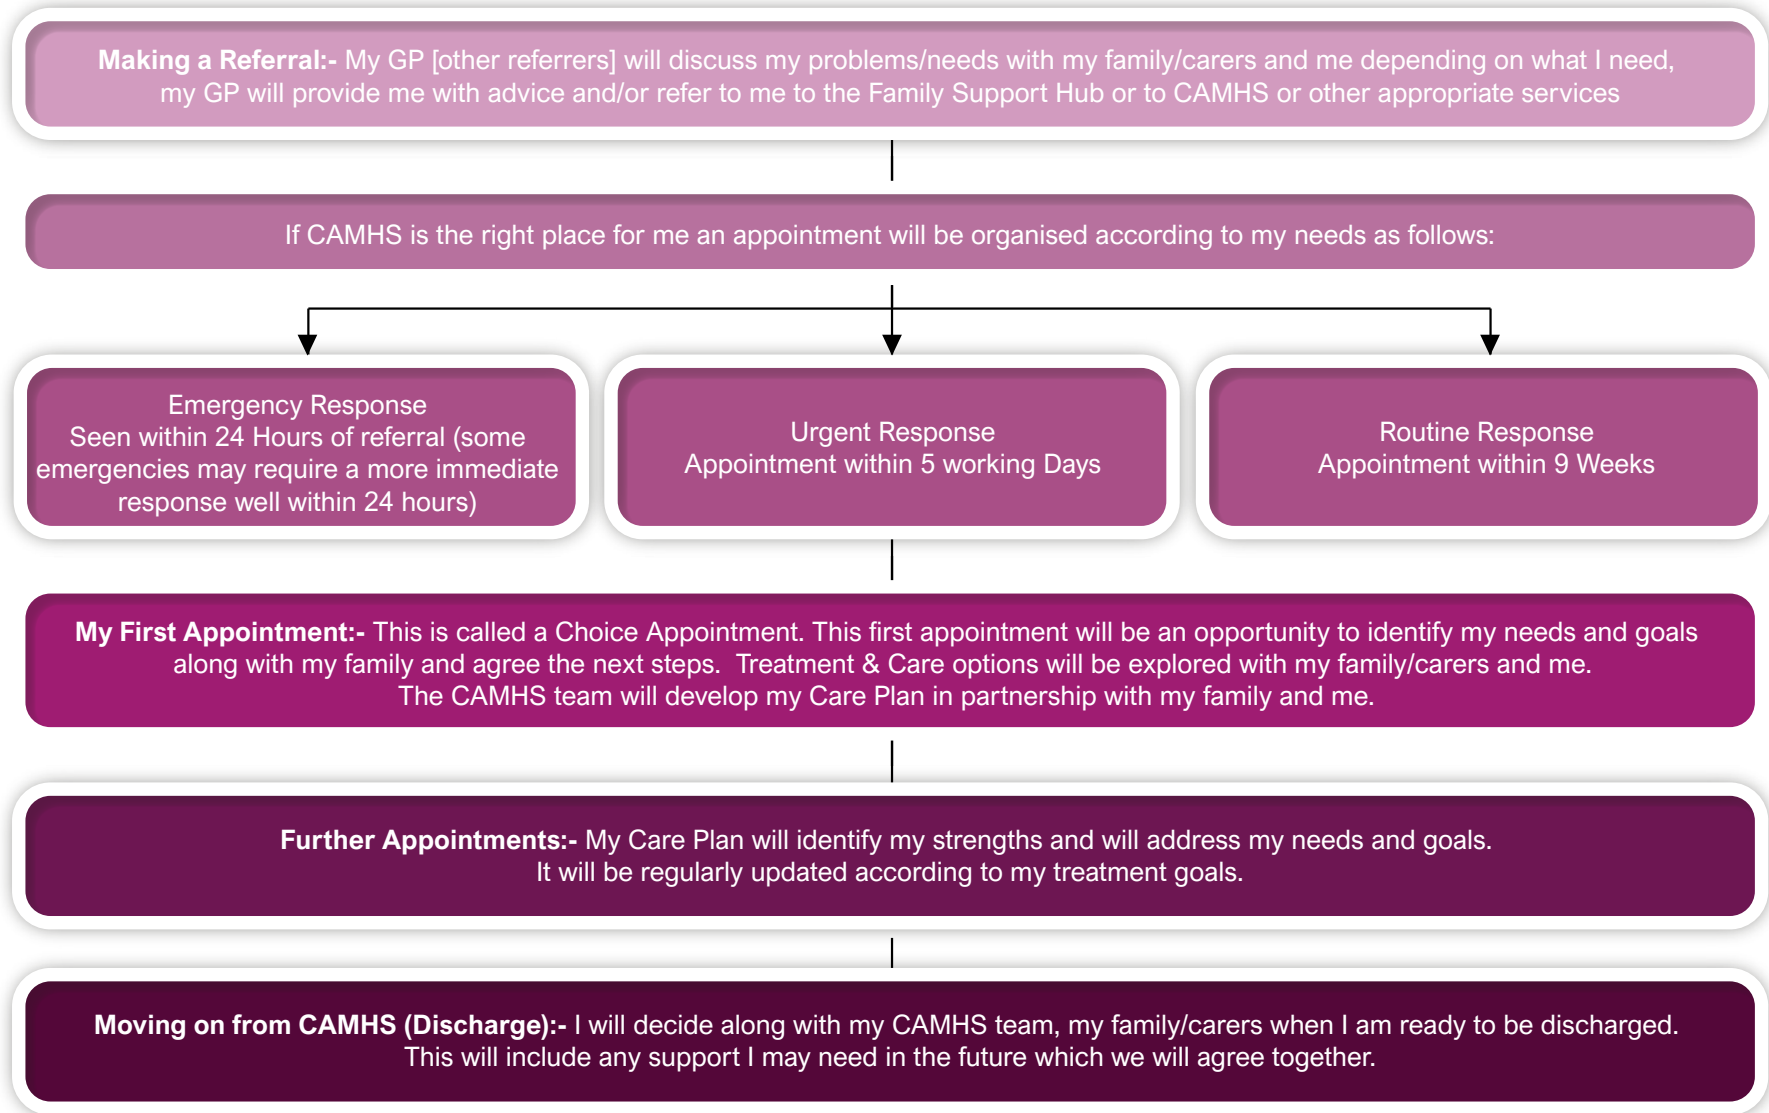 Making a Referral:- My GP [other referrers] will discuss my problems/needs with my family/carers and me depending on what I need,
my GP will provide me with advice and/or refer to me to the Family Support Hub or to CAMHS or other appropriate services
If CAMHS is the right place for me an appointment will be organised according to my needs as follows:
Emergency Response
Seen within 24 Hours of referral (some
emergencies may require a more immediate
response well within 24 hours)
Urgent Response
Appointment within 5 working Days
Routine Response
Appointment within 9 Weeks
My First Appointment:- This is called a Choice Appointment. This first appointment will be an opportunity to identify my needs and goals
along with my family and agree the next steps.  Treatment & Care options will be explored with my family/carers and me.
The CAMHS team will develop my Care Plan in partnership with my family and me.
Further Appointments:- My Care Plan will identify my strengths and will address my needs and goals.
It will be regularly updated according to my treatment goals.
Moving on from CAMHS (Discharge):- I will decide along with my CAMHS team, my family/carers when I am ready to be discharged.
This will include any support I may need in the future which we will agree together.